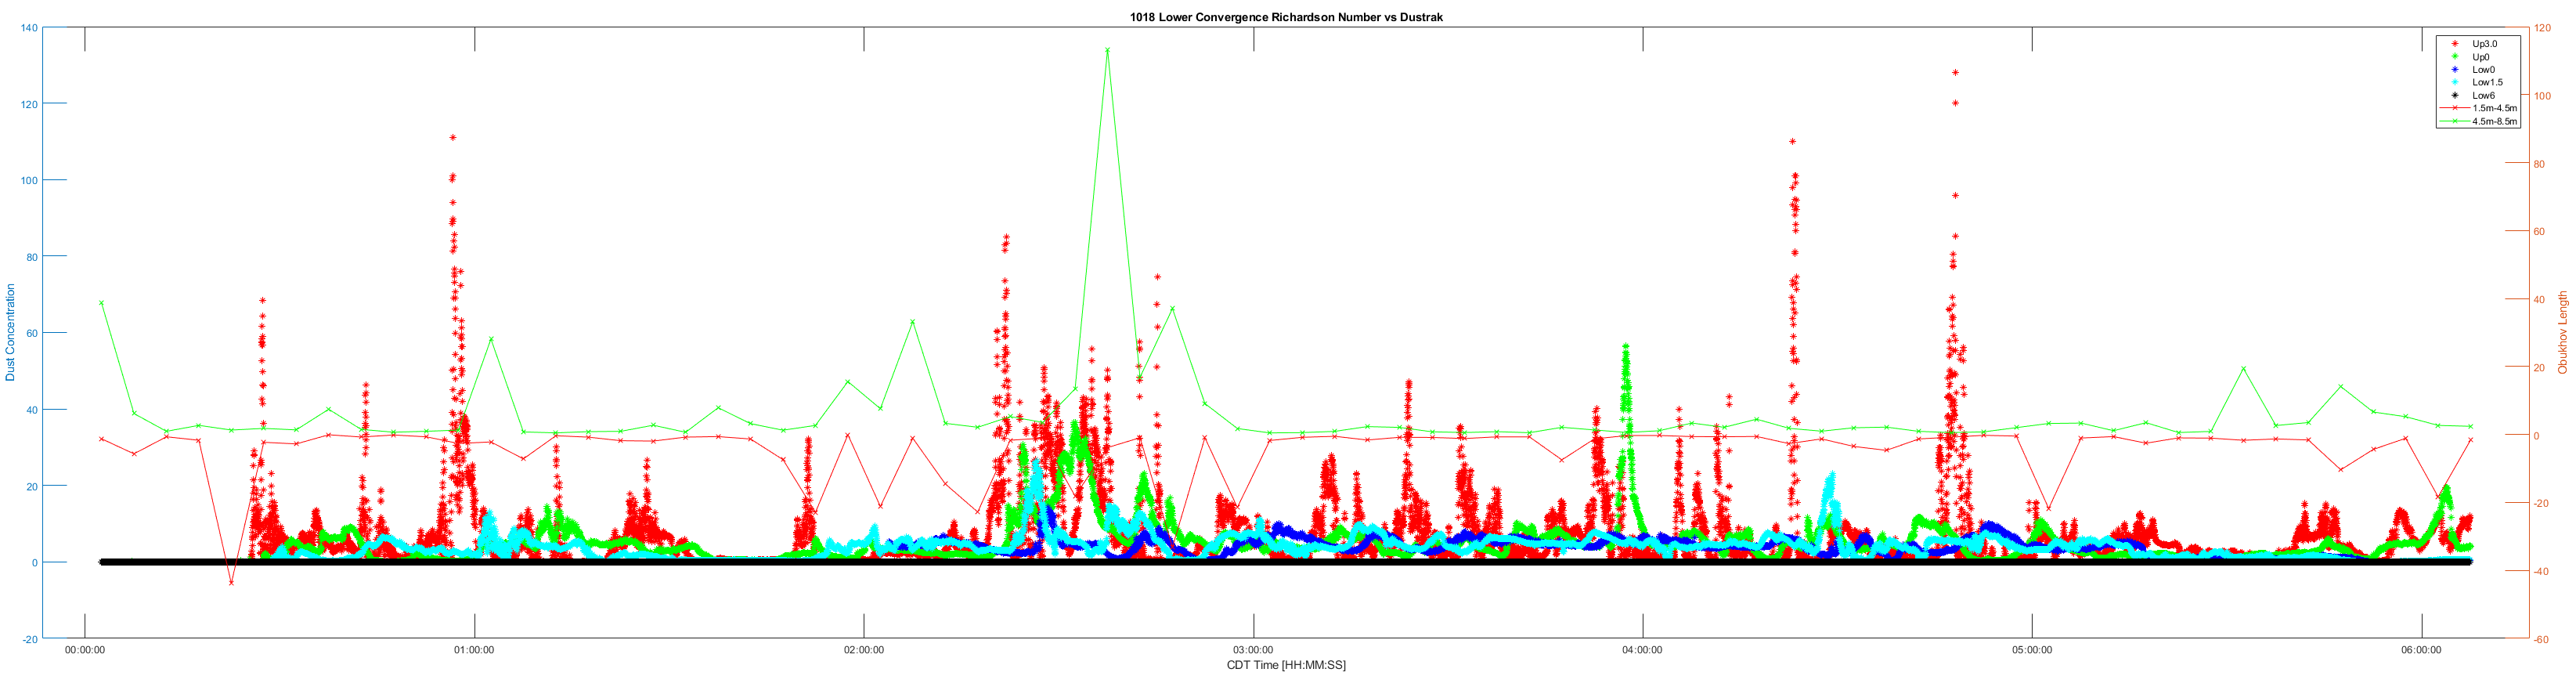 1018 Lower Convergence Richardson Number vs Dustrak
140
120
100
80
60
40
20
0
-20
Dust Concentration
120
100
80
60
40
20
0
-20
-40
-60
Obukhov Length
Up3.0
Up0
Low0
Low1.5
Low6
1.5m-4.5m
4.5m-8.5m
00:00:00 01:00:00 02:00:00 03:00:00 04:00:00 05:00:00 06:00:00
CDT Time [HH:MM:SS]